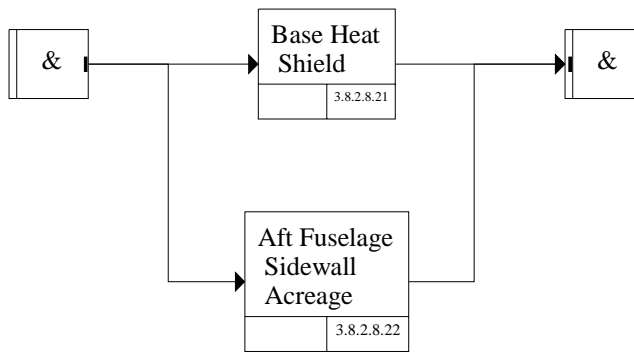 &
Base Heat
Shield
3.8.2.8.21
&
Aft Fuselage
Sidewall
Acreage
3.8.2.8.22